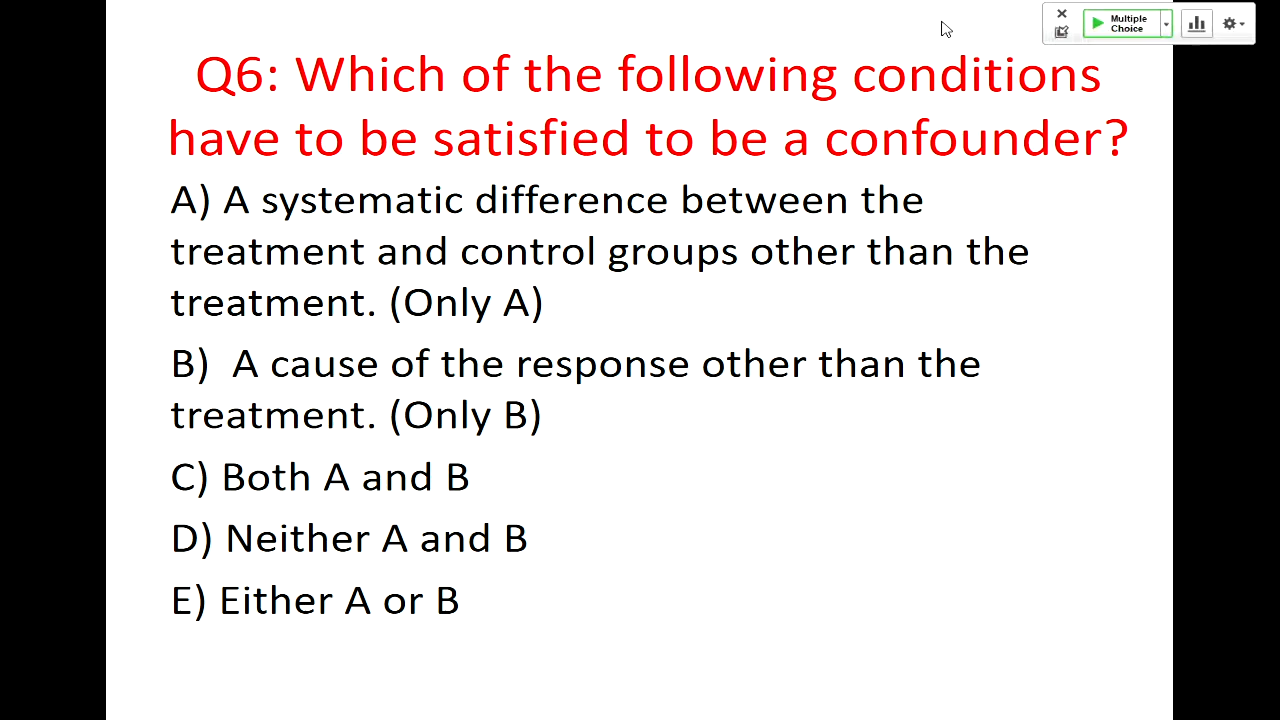 Multiple
Choice
Q6: Which of the following conditions
have to be satisfied to be a confounder?
A) A systematic difference between the
treatment and control groups other than the
treatment. (Only A)
B)  A cause of the response other than the
treatment. (Only B)
C) Both A and B
D) Neither A and B
E) Either A or B